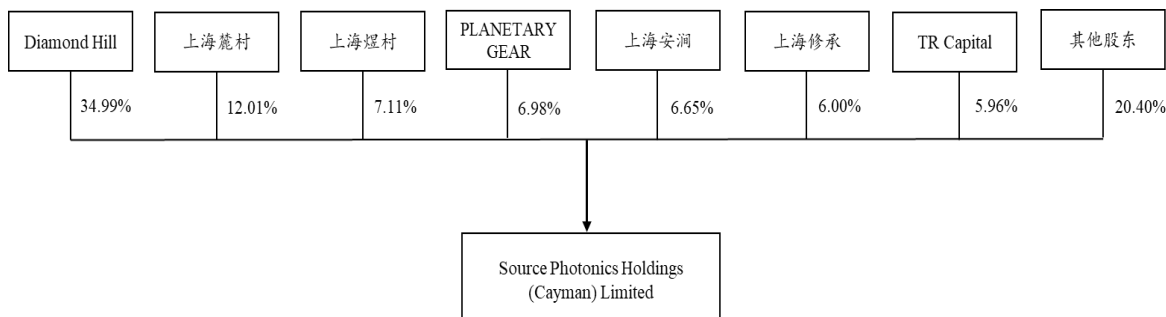 Diamond Hill
上海麓村
上海煜村
PLANETARY
GEAR
上海安涧
上海修承
TR Capital
其他股东
34.99%
12.01%
7.11%
6.98%
6.65%
6.00%
5.96%
20.40%
Source Photonics Holdings
(Cayman) Limited